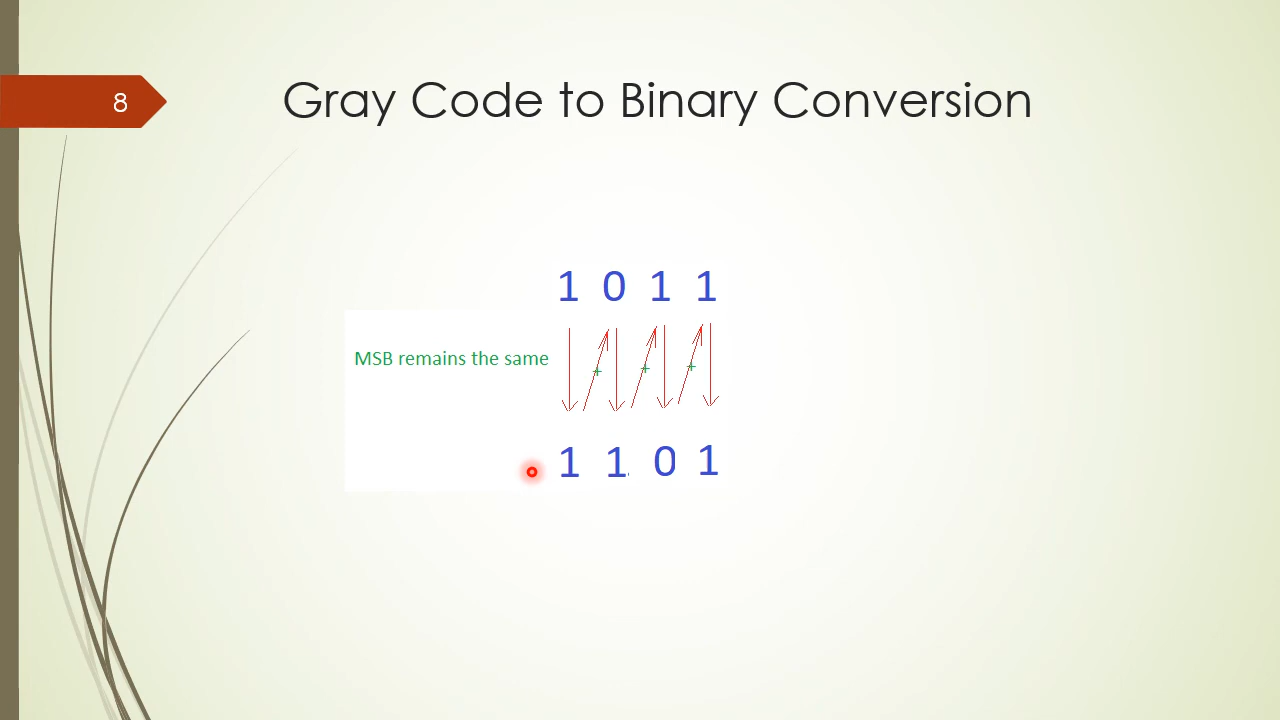 8
Gray Code to Binary Conversion
1 0 1 1
MSB remains the same
+ + +
1 1. 0 1